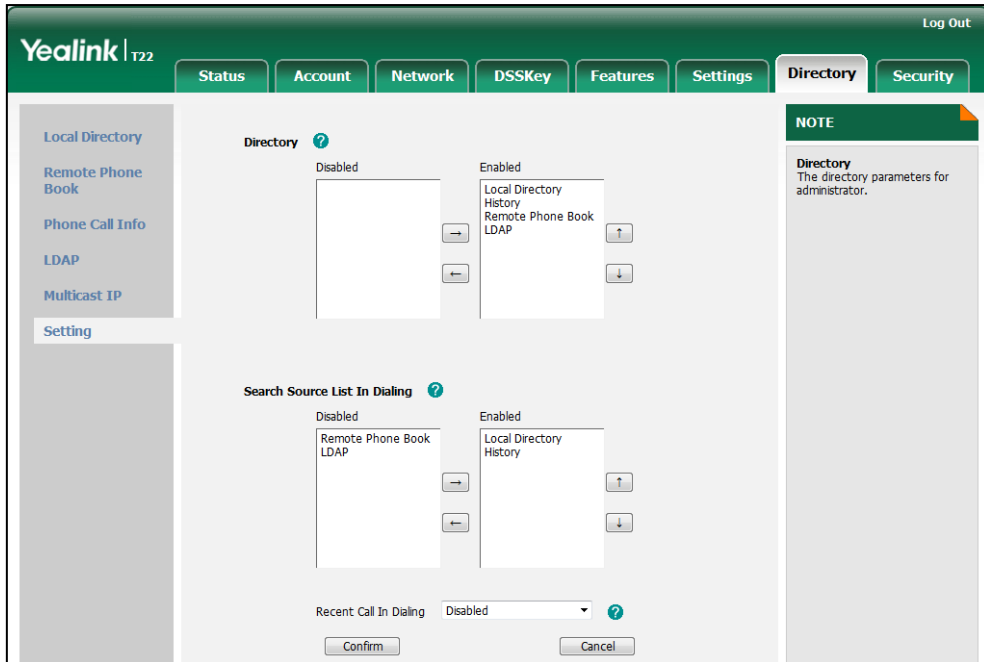 Log Out
Yealink T22
Status Account Network DSSKey Features Settings Directory Security
Local Directory
Remote Phone
Book
Phone Call Info
LDAP
Multicast IP
Setting
Directory ?
Disabled Enabled
Local Directory
History
Remote Phone Book
LDAP
→ ↑
← ↓
Search Source List In Dialing ?
Disabled Enabled
Remote Phone Book Local Directory
LDAP History
→ ↑
← ↓
Recent Call In Dialing Disabled ?
Confirm Cancel
NOTE
Directory
The directory parameters for
administrator.